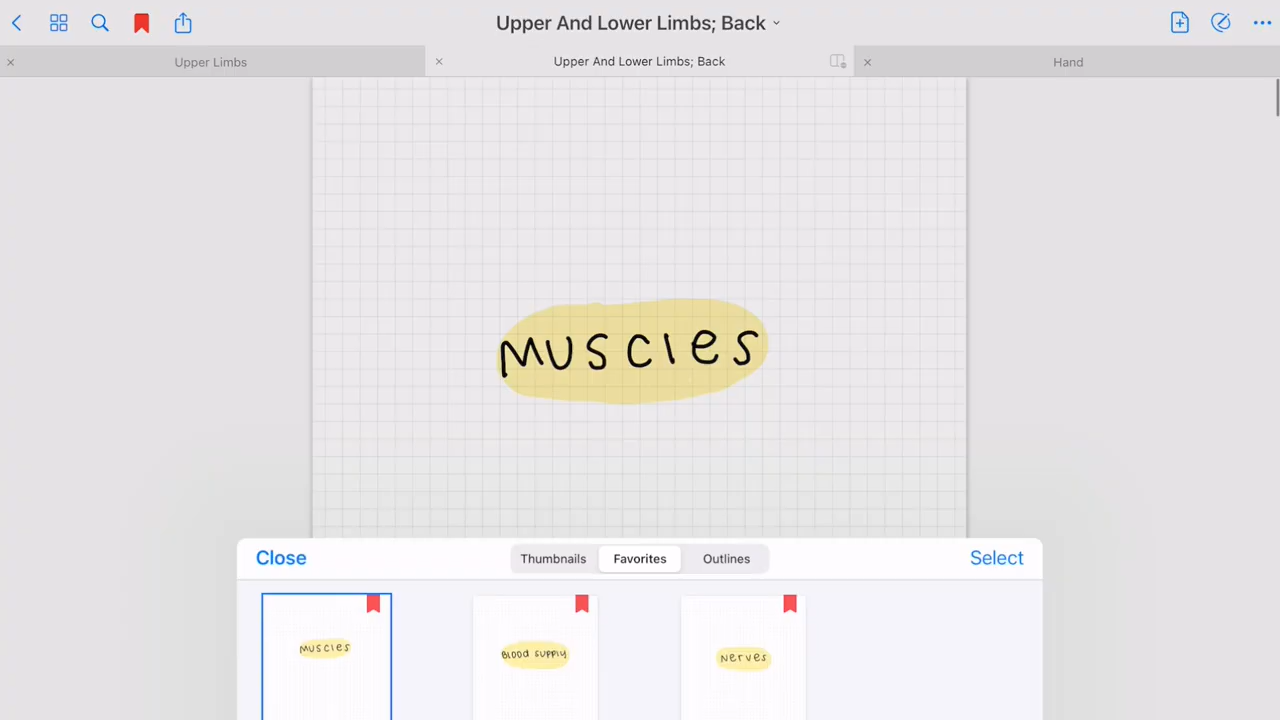 Upper And Lower Limbs; Back
Upper Limbs
Upper And Lower Limbs; Back
Hand
MUSCLES
Close
Thumbnails
Favorites
Outlines
Select
MUSCLES
BLOOD SUPPLY
NERVES